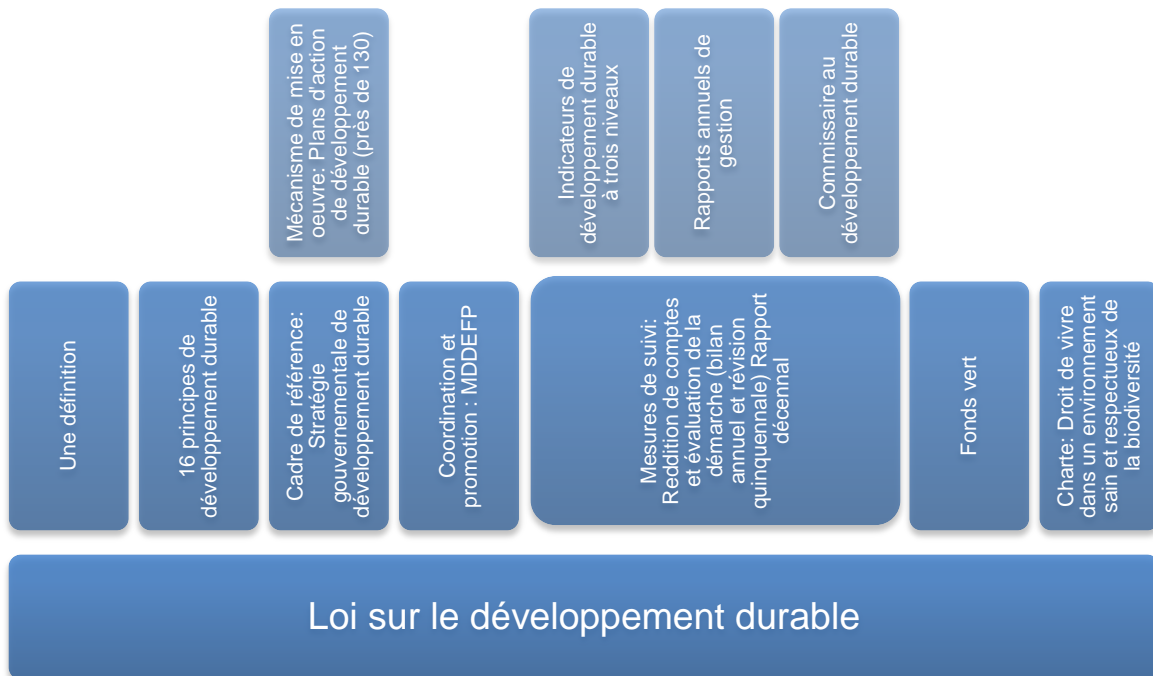 Mécanisme de mise en
oeuvre: Plans d'action
de développement
durable (près de 130)
Indicateurs de
développement durable
à trois niveaux
Rapports annuels de
gestion
Commissaire au
développement durable
Une définition
16 principes de
développement durable
Cadre de référence:
Stratégie
gouvernementale de
développement durable
Coordination et
promotion : MDDEFP
Mesures de suivi:
Reddition de comptes
et évaluation de la
démarche (bilan
annuel et révision
quinquennale) Rapport
décennal
Fonds vert
Charte: Droit de vivre
dans un environnement
sain et respectueux de
la biodiversité
Loi sur le développement durable